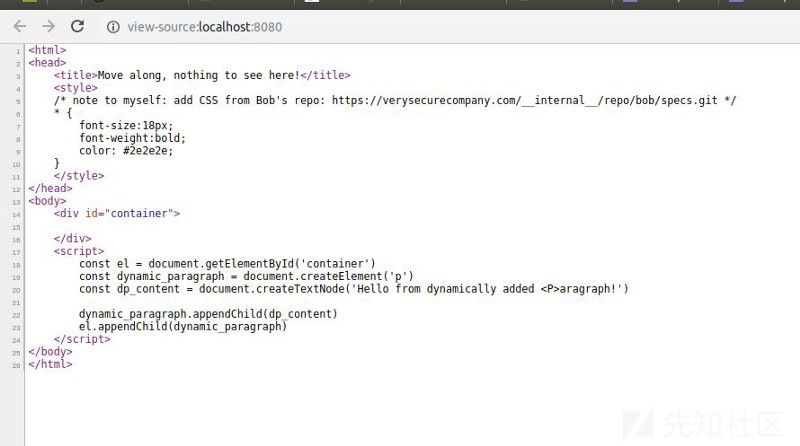 view-source:localhost:8080
1 <html>
2 <head>
3 <title>Move along, nothing to see here!</title>
4 <style>
5 /* note to myself: add CSS from Bob's repo: https://verysecurecompany.com/__internal__/repo/bob/specs.git */
6 * {
7 font-size:18px;
8 font-weight:bold;
9 color: #2e2e2e;
10 }
11 </style>
12 </head>
13 <body>
14 <div id="container">
15
16 </div>
17 <script>
18 const el = document.getElementById('container')
19 const dynamic_paragraph = document.createElement('p')
20 const dp_content = document.createTextNode('Hello from dynamically added <P>aragraph!')
21
22 dynamic_paragraph.appendChild(dp_content)
23 el.appendChild(dynamic_paragraph)
24 </script>
25 </body>
26 </html>
先知社区